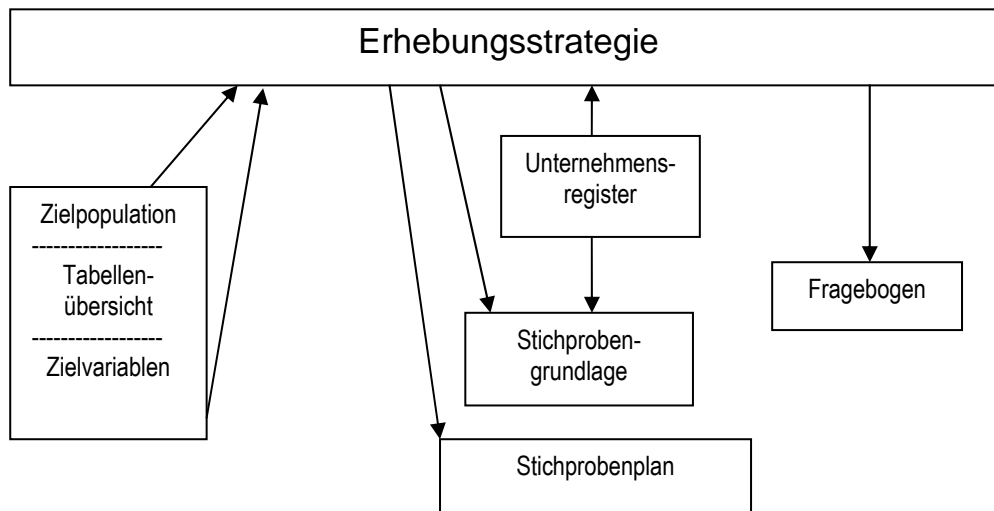 Erhebungsstrategie
Unternehmens-
register
Zielpopulation
------------------
Tabellen-
übersicht
------------------
Zielvariablen
Fragebogen
Stichproben-
grundlage
Stichprobenplan